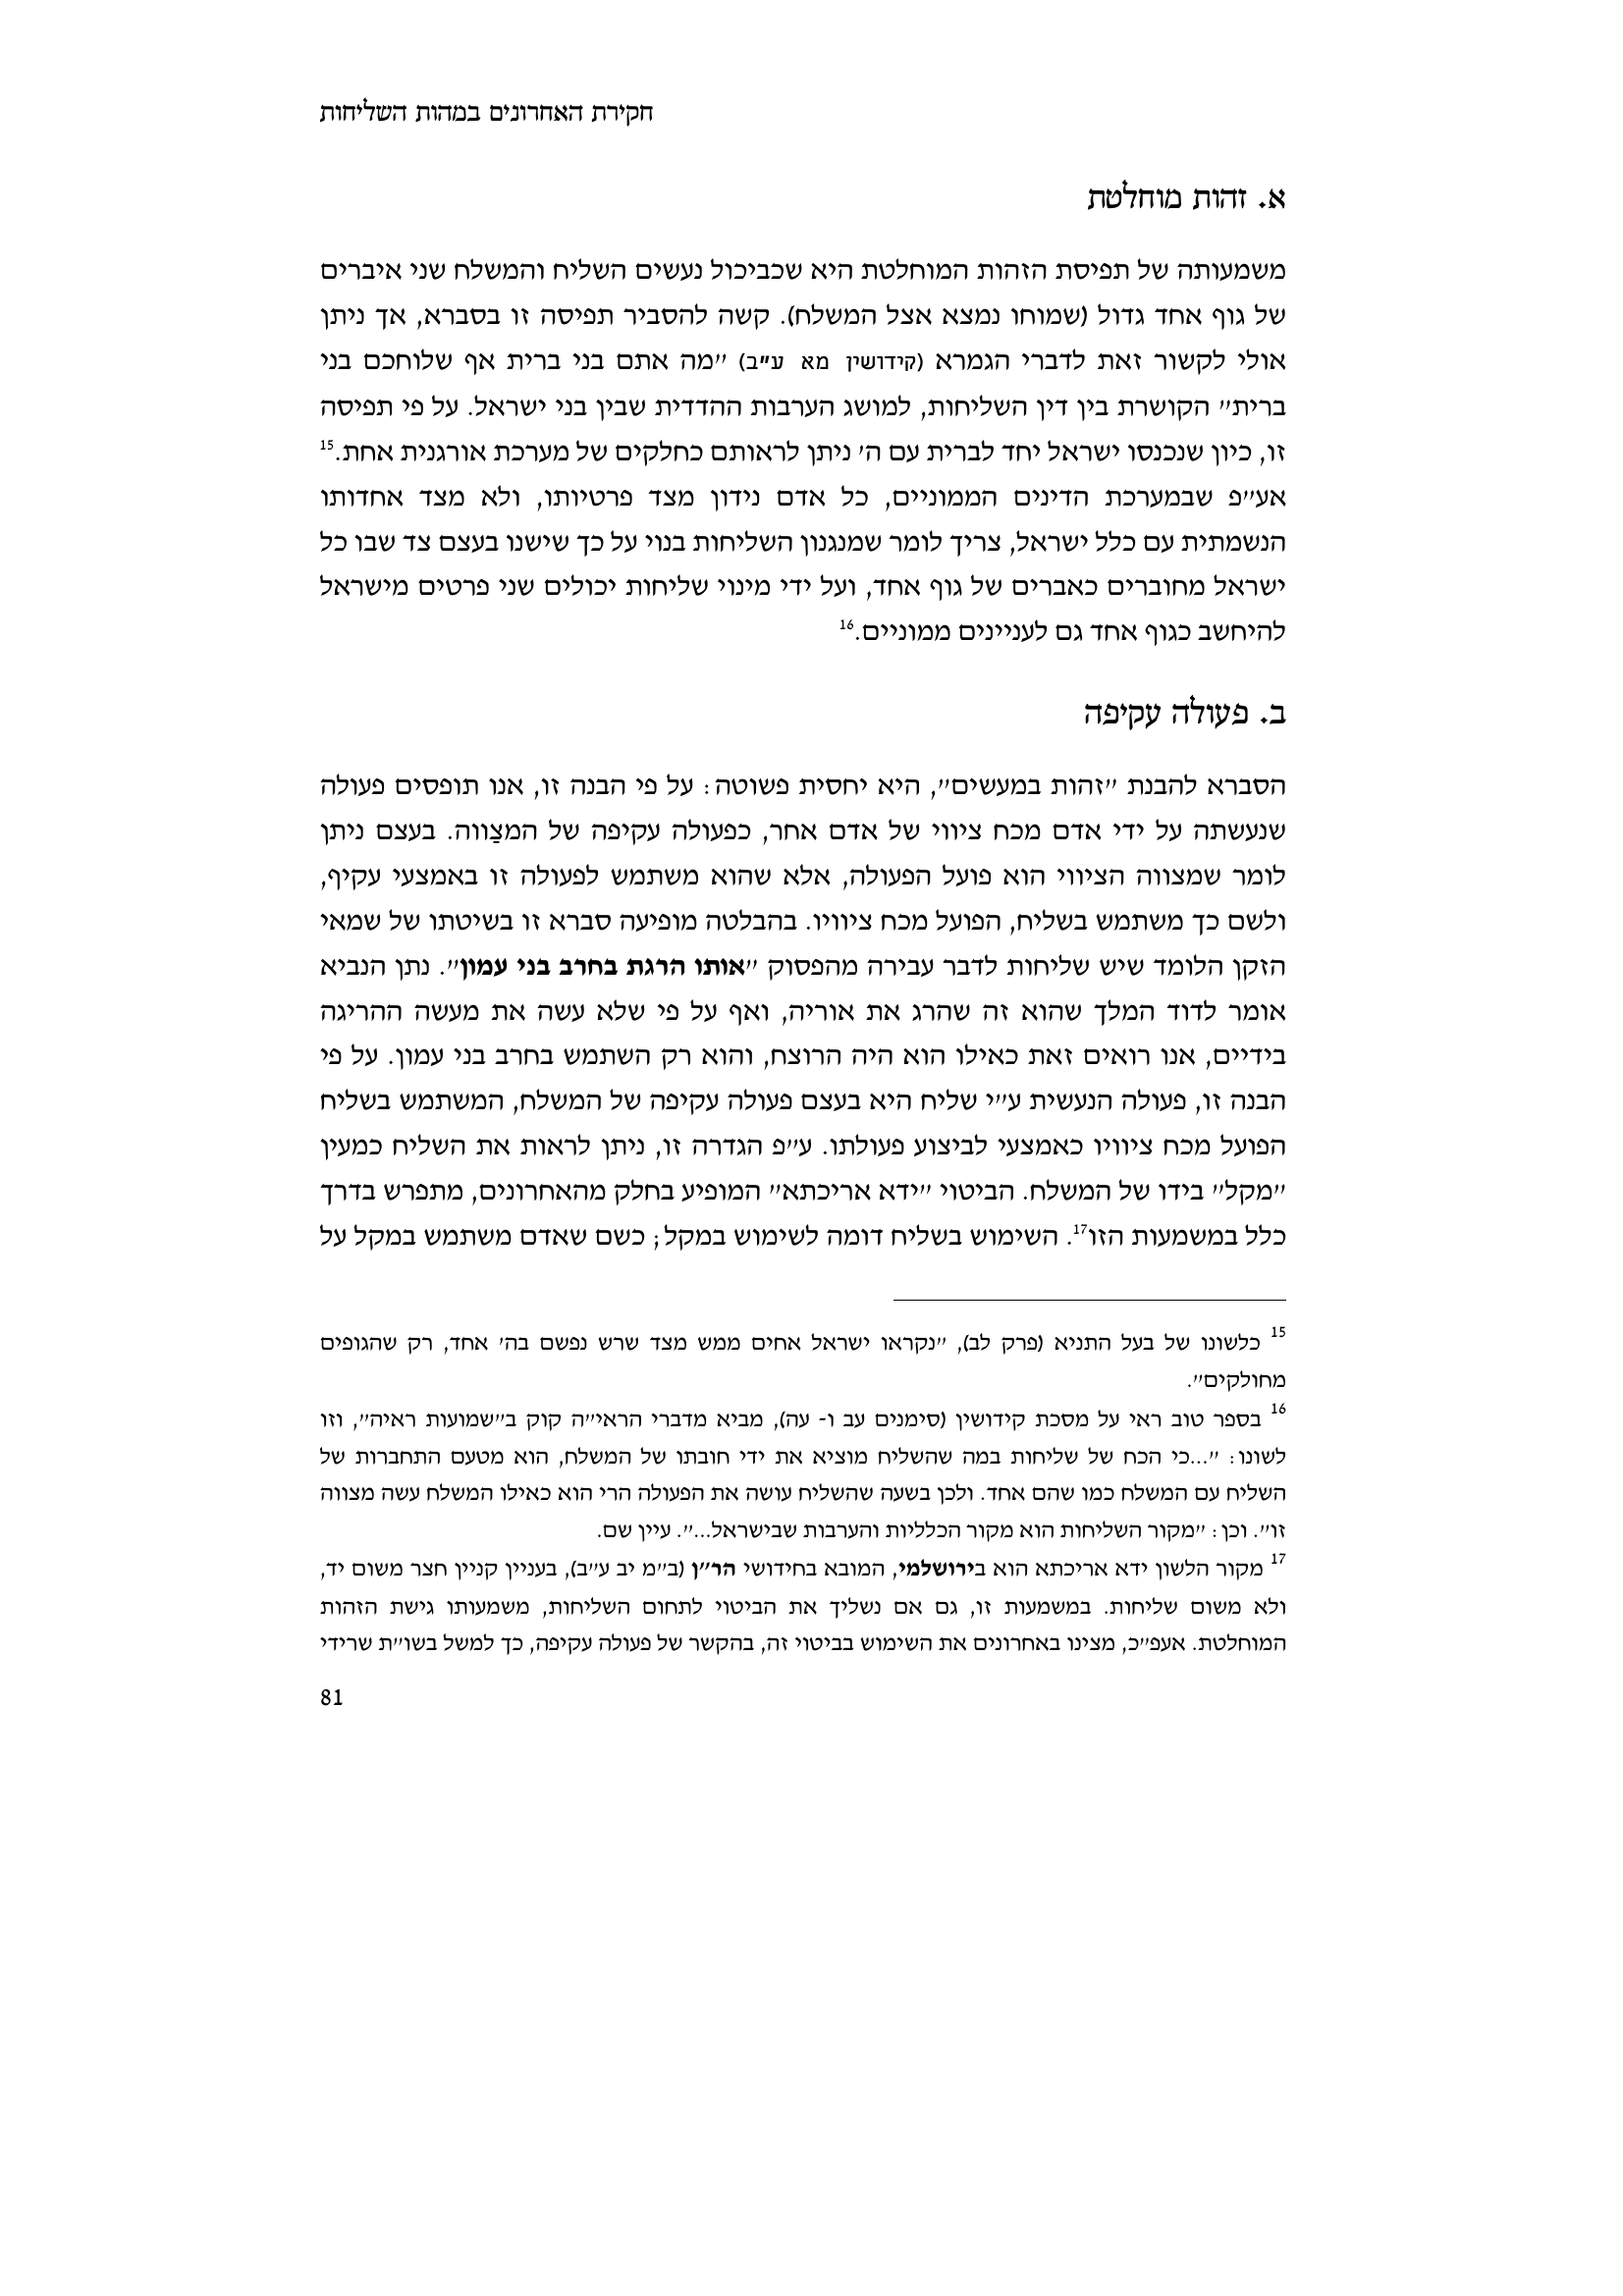 חקירת האחרונים במהות השליחות
א. זהות מוחלטת
משמעותה של תפיסת הזהות המוחלטת היא שכביכול נעשים השליח והמשלח שני איברים
של גוף אחד גדול (שמוחו נמצא אצל המשלח). קשה להסביר תפיסה זו בסברא, אך ניתן
אולי לקשור זאת לדברי הגמרא (קידושין מא ע"ב) "מה אתם בני ברית אף שלוחכם בני
ברית" הקושרת בין דין השליחות, למושג הערבות ההדדית שבין בני ישראל. על פי תפיסה
זו, כיון שנכנסו ישראל יחד לברית עם ה' ניתן לראותם כחלקים של מערכת אורגנית אחת.15
אע"פ שבמערכת הדינים הממוניים, כל אדם נידון מצד פרטיותו, ולא מצד אחדותו
הנשמתית עם כלל ישראל, צריך לומר שמנגנון השליחות בנוי על כך שישנו בעצם צד שבו כל
ישראל מחוברים כאברים של גוף אחד, ועל ידי מינוי שליחות יכולים שני פרטים מישראל
להיחשב כגוף אחד גם לעניינים ממוניים.16
ב. פעולה עקיפה
הסברא להבנת "זהות במעשים", היא יחסית פשוטה: על פי הבנה זו, אנו תופסים פעולה
שנעשתה על ידי אדם מכח ציווי של אדם אחר, כפעולה עקיפה של המצַווה. בעצם ניתן
לומר שמצווה הציווי הוא פועל הפעולה, אלא שהוא משתמש לפעולה זו באמצעי עקיף,
ולשם כך משתמש בשליח, הפועל מכח ציוויו. בהבלטה מופיעה סברא זו בשיטתו של שמאי
הזקן הלומד שיש שליחות לדבר עבירה מהפסוק "אותו הרגת בחרב בני עמון". נתן הנביא
אומר לדוד המלך שהוא זה שהרג את אוריה, ואף על פי שלא עשה את מעשה ההריגה
בידיים, אנו רואים זאת כאילו הוא היה הרוצח, והוא רק השתמש בחרב בני עמון. על פי
הבנה זו, פעולה הנעשית ע"י שליח היא בעצם פעולה עקיפה של המשלח, המשתמש בשליח
הפועל מכח ציוויו כאמצעי לביצוע פעולתו. ע"פ הגדרה זו, ניתן לראות את השליח כמעין
"מקל" בידו של המשלח. הביטוי "ידא אריכתא" המופיע בחלק מהאחרונים, מתפרש בדרך
כלל במשמעות הזו17. השימוש בשליח דומה לשימוש במקל; כשם שאדם משתמש במקל על
15 כלשונו של בעל התניא (פרק לב), "נקראו ישראל אחים ממש מצד שרש נפשם בה' אחד, רק שהגופים
מחולקים".
16 בספר טוב ראי על מסכת קידושין (סימנים עב ו- עה), מביא מדברי הראי"ה קוק ב"שמועות ראיה", וזו
לשונו: "...כי הכח של שליחות במה שהשליח מוציא את ידי חובתו של המשלח, הוא מטעם התחברות של
השליח עם המשלח כמו שהם אחד. ולכן בשעה שהשליח עושה את הפעולה הרי הוא כאילו המשלח עשה מצווה
זו". וכן: "מקור השליחות הוא מקור הכלליות והערבות שבישראל...". עיין שם.
17 מקור הלשון ידא אריכתא הוא בירושלמי, המובא בחידושי הר"ן (ב"מ יב ע"ב), בעניין קניין חצר משום יד,
ולא משום שליחות. במשמעות זו, גם אם נשליך את הביטוי לתחום השליחות, משמעותו גישת הזהות
המוחלטת. אעפ"כ, מצינו באחרונים את השימוש בביטוי זה, בהקשר של פעולה עקיפה, כך למשל בשו"ת שרידי
81